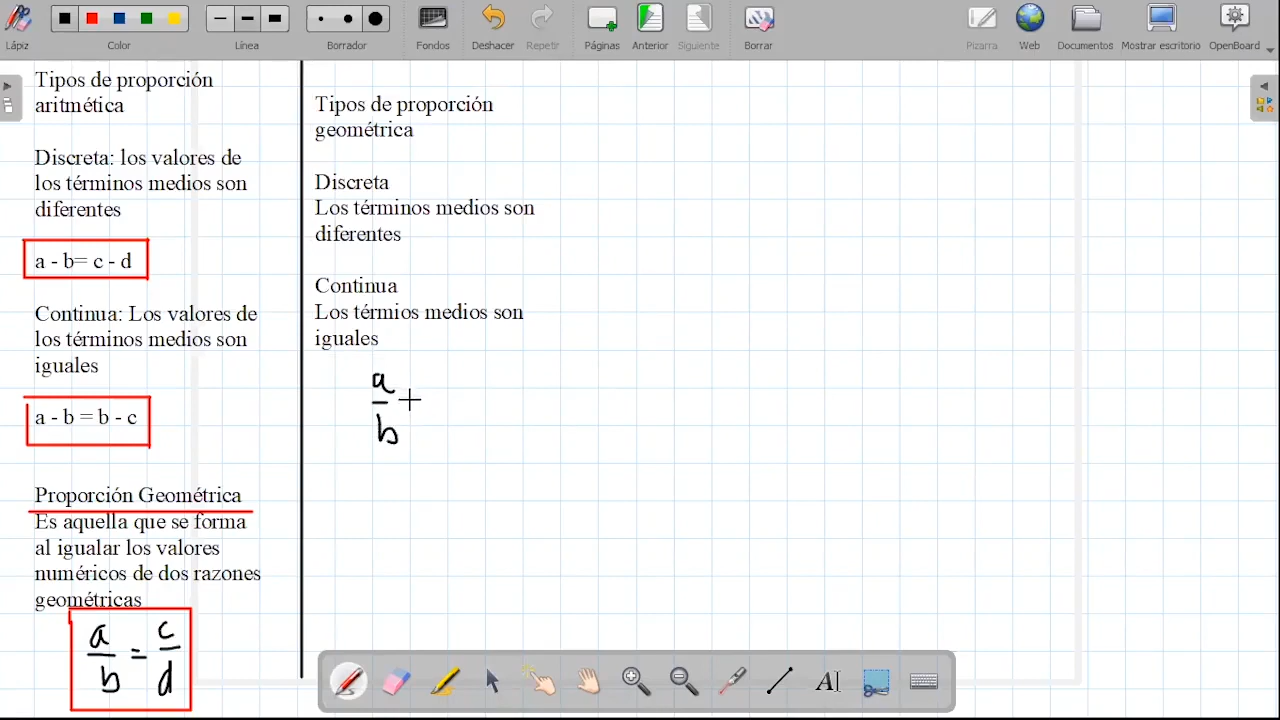 Lápiz
Color
Línea
Borrador
Fondos
Deshacer
Repetir
Páginas
Anterior
Siguiente
Borrar
Pizarra
Web
Documentos
Mostrar escritorio
OpenBoard
Tipos de proporción
aritmética
Discreta: los valores de
los términos medios son
diferentes
a - b= c - d
Continua: Los valores de
los términos medios son
iguales
a - b = b - c
Proporción Geométrica
Es aquella que se forma
al igualar los valores
numéricos de dos razones
geométricas
a/b = c/d
Tipos de proporción
geométrica
Discreta
Los términos medios son
diferentes
Continua
Los térmios medios son
iguales
a/b
A